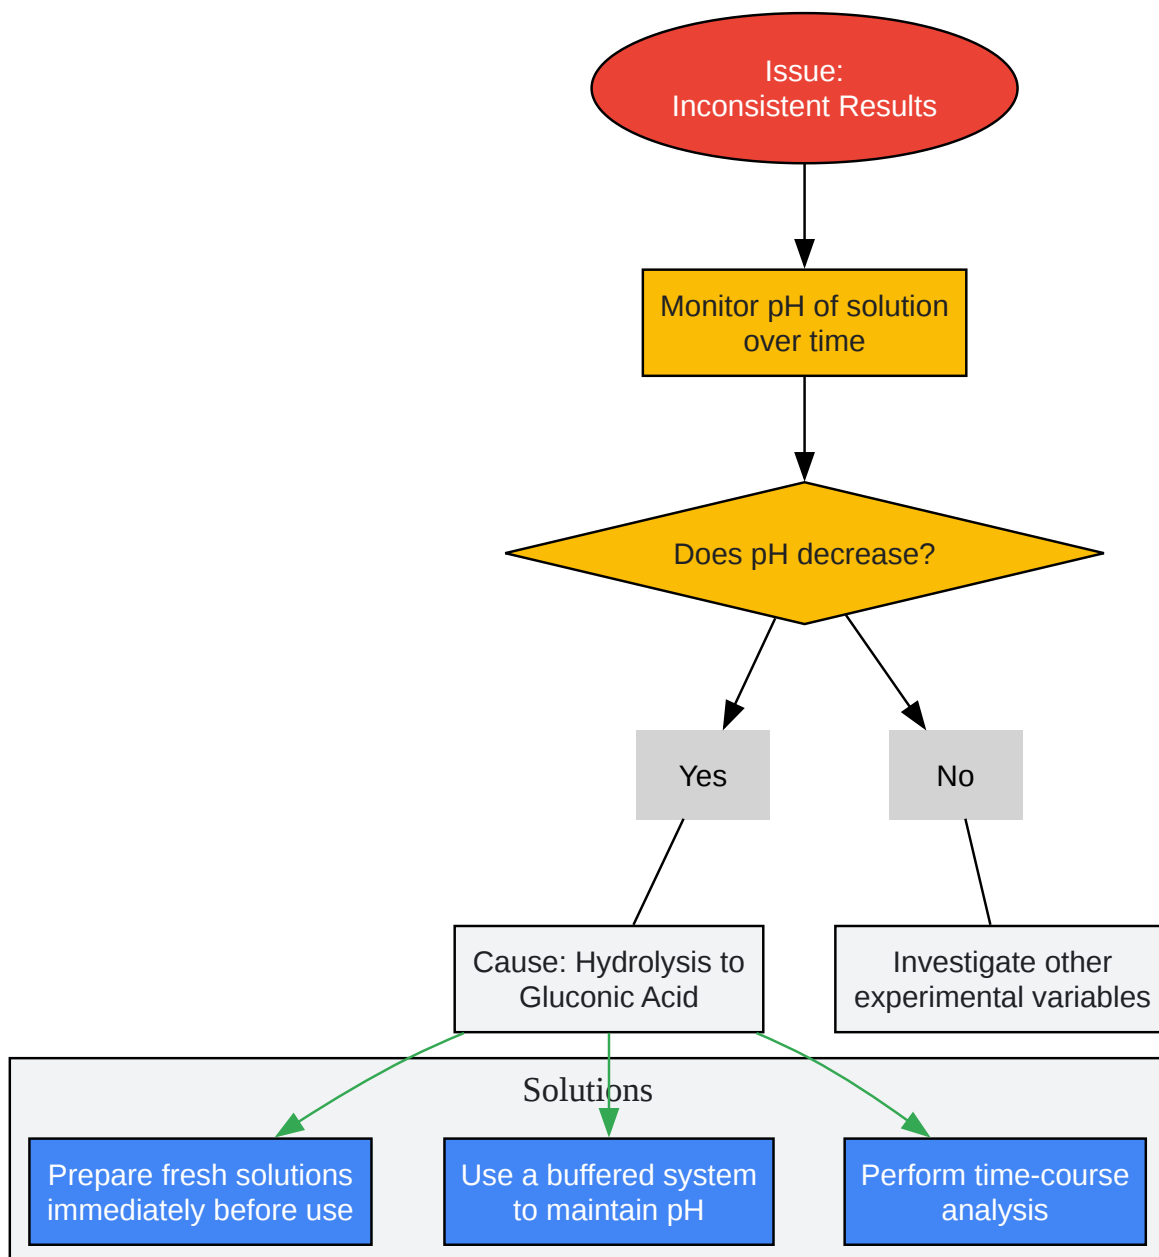 Issue:
Inconsistent Results
Monitor pH of solution
over time
Does pH decrease?
Yes
No
Cause: Hydrolysis to
Gluconic Acid
Investigate other
experimental variables
Solutions
Prepare fresh solutions
immediately before use
Use a buffered system
to maintain pH
Perform time-course
analysis